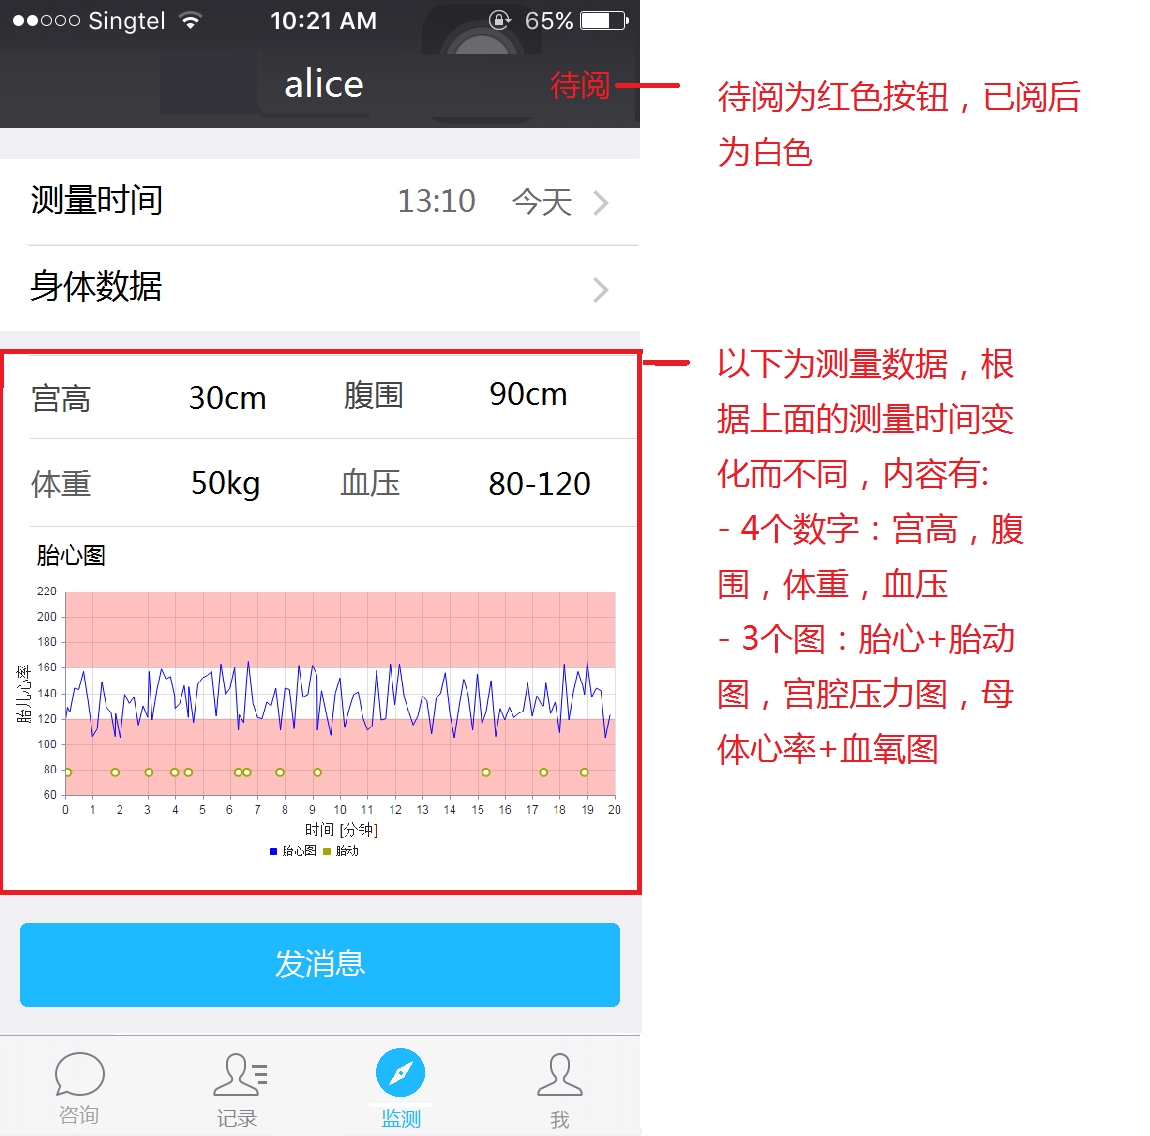 Singtel 10:21 AM 65%
alice 待阅
待阅为红色按钮，已阅后
为白色
测量时间 13:10 今天
身体数据
以下为测量数据，根
据上面的测量时间变
化而不同，内容有:
- 4个数字：宫高，腹
围，体重，血压
- 3个图：胎心+胎动
图，宫腔压力图，母
体心率+血氧图
宫高 30cm 腹围 90cm
体重 50kg 血压 80-120
胎心图
胎儿心率
220
200
180
160
140
120
100
80
60
0 1 2 3 4 5 6 7 8 9 10 11 12 13 14 15 16 17 18 19 20
时间 [分钟]
胎心图 胎动
发消息
咨询 记录 监测 我